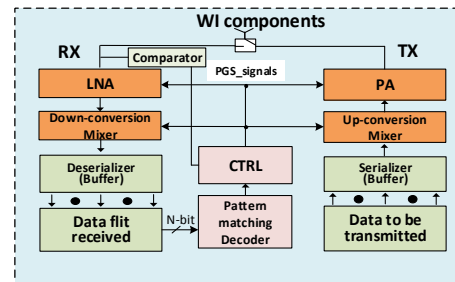 WI components
RX
TX
Comparator
PGS_signals
LNA
PA
Down-conversion
Mixer
Up-conversion
Mixer
Deserializer
(Buffer)
CTRL
Serializer
(Buffer)
Data flit
received
N-bit
Pattern
matching
Decoder
Data to be
transmitted